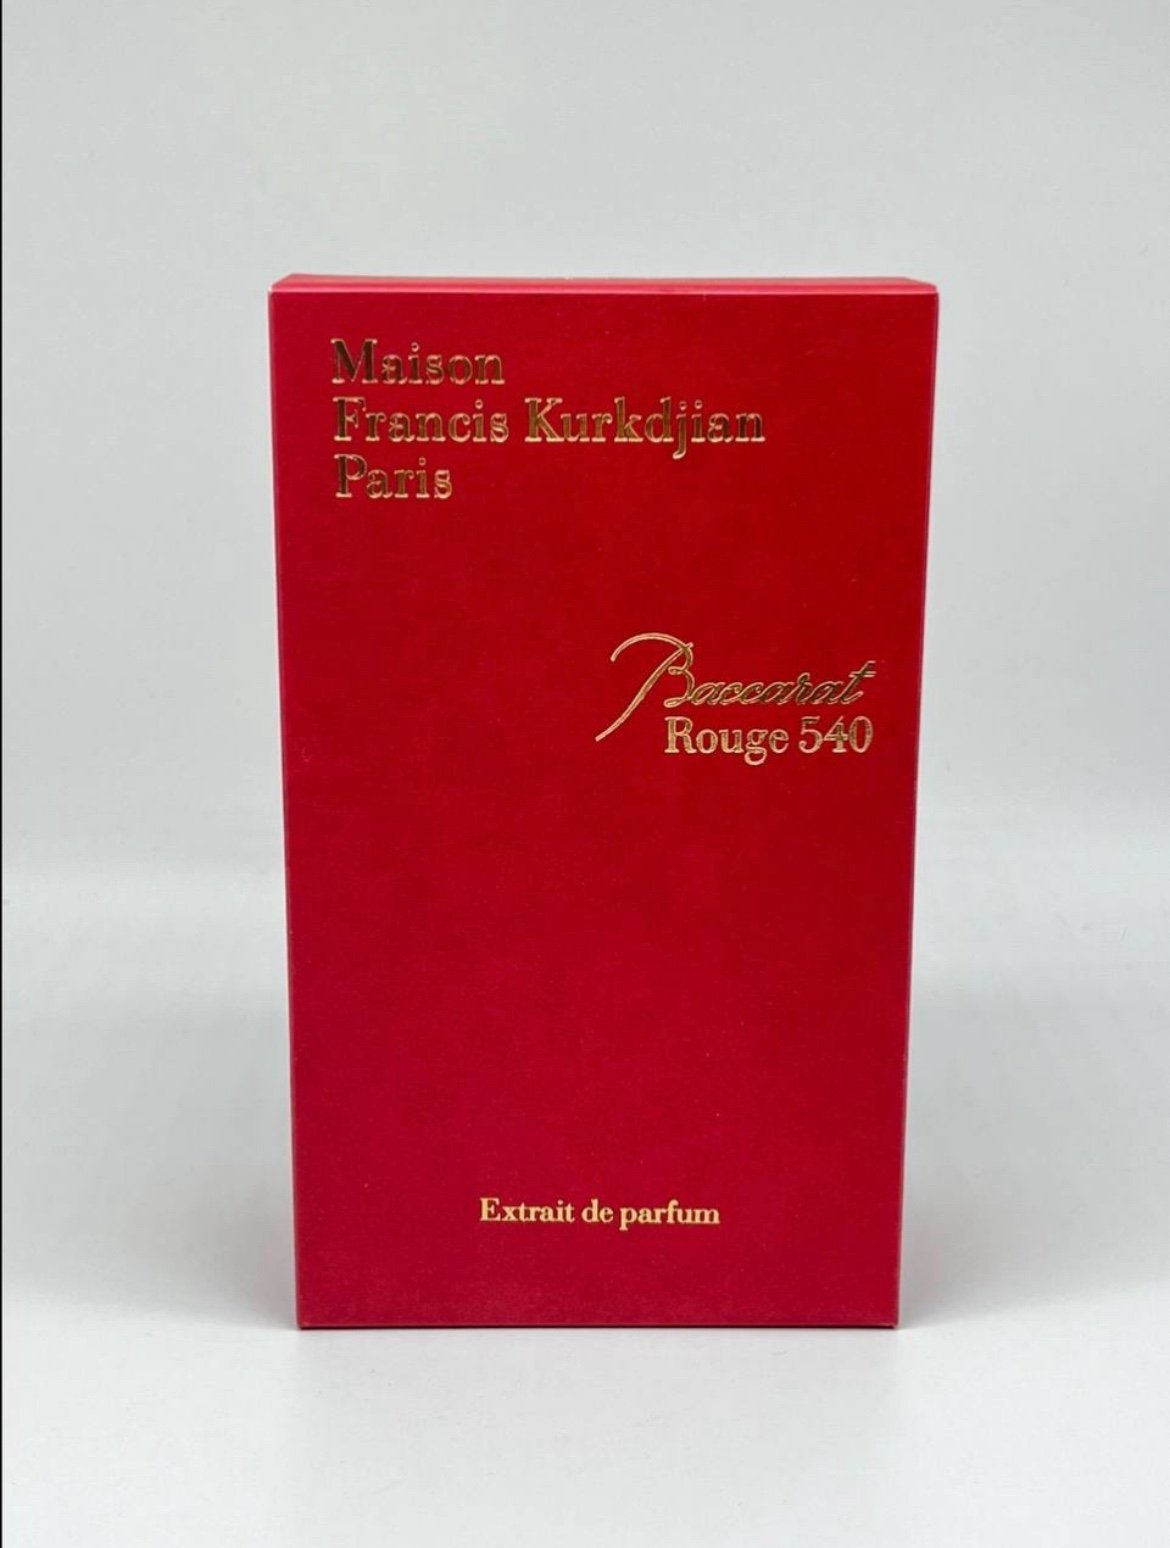 Maison
Francis Kurkdjian
Paris
Baccarat
Rouge 540
Extrait de parfum